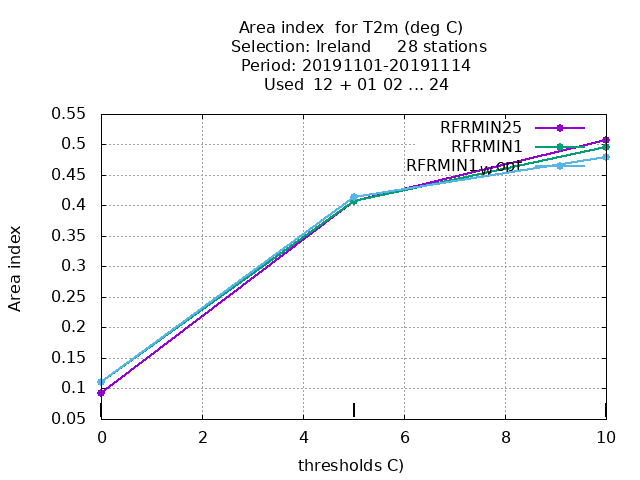 Area index  for T2m (deg C)
Selection: Ireland     28 stations
Period: 20191101-20191114
Used  12 + 01 02 ... 24
0.55
0.5
0.45
0.4
0.35
0.3
0.25
0.2
0.15
0.1
0.05
Area index
RFRMIN25
RFRMIN1
RFRMIN1wopt
0 2 4 6 8 10
thresholds C)